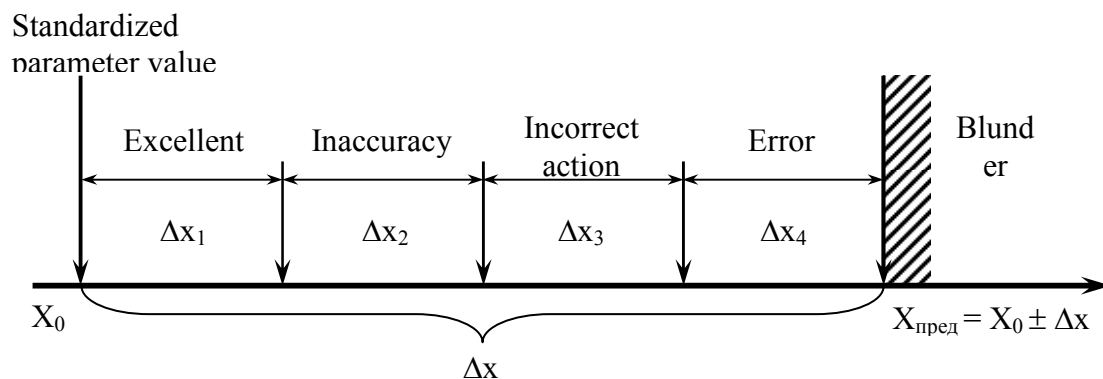 Standardized
parameter value
Excellent
Inaccuracy
Incorrect
action
Error
Blund
er
Δx₁
Δx₂
Δx₃
Δx₄
X₀
Xпред = X₀ ± Δx
Δx